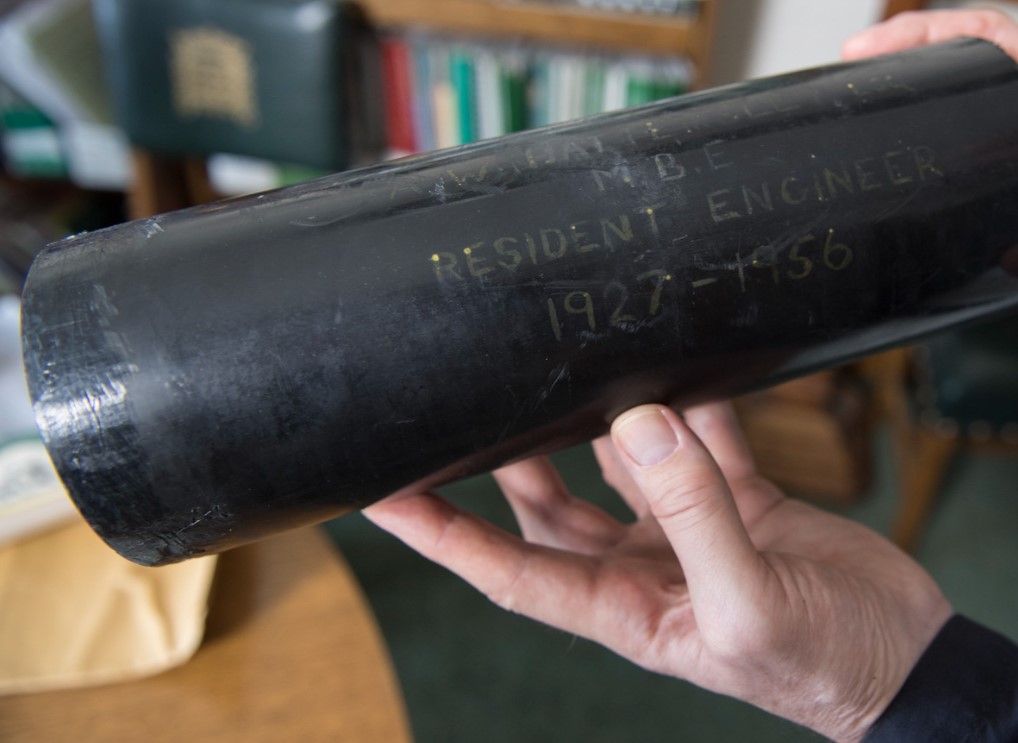 M.B.E
RESIDENT ENGINEER
1927-1956